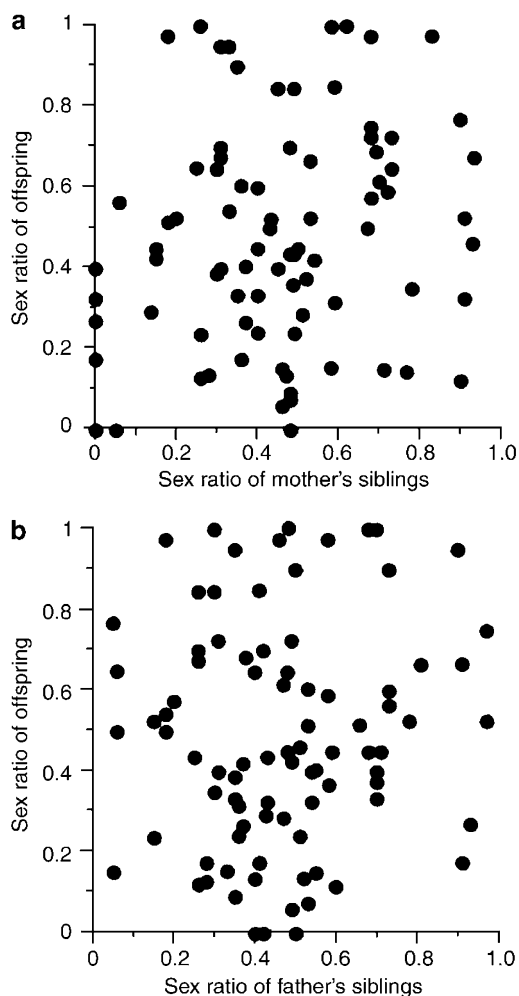 a
1
0.8
0.6
0.4
0.2
0
0 0.2 0.4 0.6 0.8 1.0
Sex ratio of offspring
Sex ratio of mother's siblings
b
1
0.8
0.6
0.4
0.2
0
0 0.2 0.4 0.6 0.8 1.0
Sex ratio of offspring
Sex ratio of father's siblings